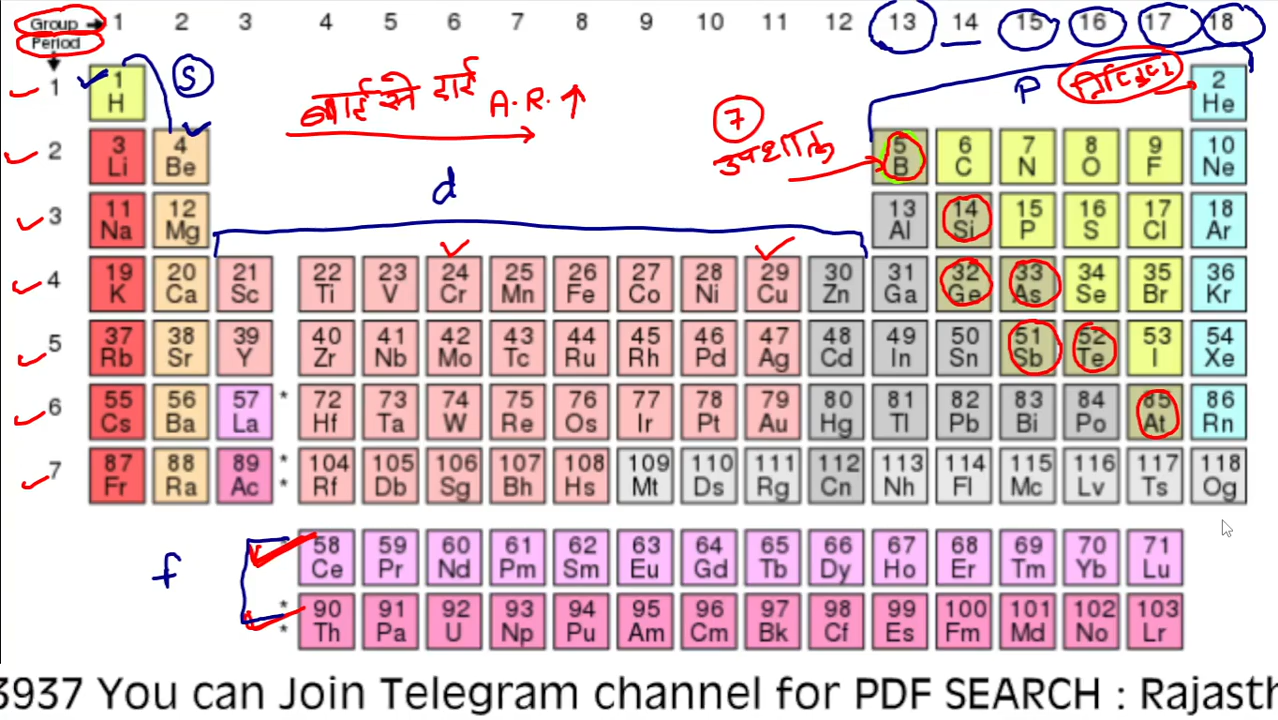 Group → 1 2 3 4 5 6 7 8 9 10 11 12 13 14 15 16 17 18
Period
S
P
A.R. ↑
7
उपधातु
d
1 1 H 2 He
2 3 Li 4 Be 5 B 6 C 7 N 8 O 9 F 10 Ne
3 11 Na 12 Mg 13 Al 14 Si 15 P 16 S 17 Cl 18 Ar
4 19 K 20 Ca 21 Sc 22 Ti 23 V 24 Cr 25 Mn 26 Fe 27 Co 28 Ni 29 Cu 30 Zn 31 Ga 32 Ge 33 As 34 Se 35 Br 36 Kr
5 37 Rb 38 Sr 39 Y 40 Zr 41 Nb 42 Mo 43 Tc 44 Ru 45 Rh 46 Pd 47 Ag 48 Cd 49 In 50 Sn 51 Sb 52 Te 53 I 54 Xe
6 55 Cs 56 Ba 57 La * 72 Hf 73 Ta 74 W 75 Re 76 Os 77 Ir 78 Pt 79 Au 80 Hg 81 Tl 82 Pb 83 Bi 84 Po 85 At 86 Rn
7 87 Fr 88 Ra 89 Ac * * 104 Rf 105 Db 106 Sg 107 Bh 108 Hs 109 Mt 110 Ds 111 Rg 112 Cn 113 Nh 114 Fl 115 Mc 116 Lv 117 Ts 118 Og
f
* 58 Ce 59 Pr 60 Nd 61 Pm 62 Sm 63 Eu 64 Gd 65 Tb 66 Dy 67 Ho 68 Er 69 Tm 70 Yb 71 Lu
* * 90 Th 91 Pa 92 U 93 Np 94 Pu 95 Am 96 Cm 97 Bk 98 Cf 99 Es 100 Fm 101 Md 102 No 103 Lr
3937 You can Join Telegram channel for PDF SEARCH : Rajasth